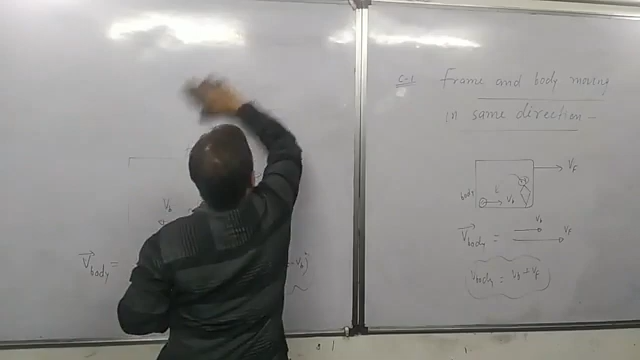 V_b
V_body =
- V_b)
C-1 Frame and body moving
in same direction -
V_F
body
V_b
V_body =
V_b
V_F
V_body = V_b + V_F